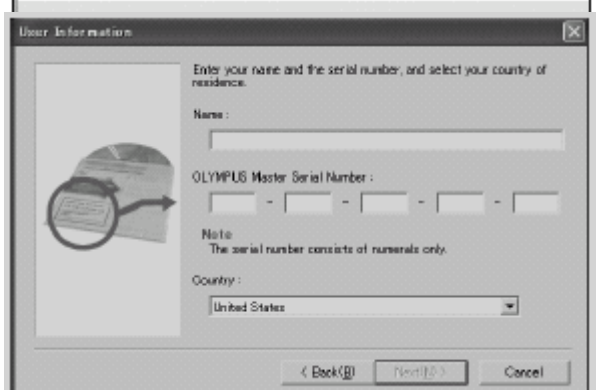 User Information
Enter your name and the serial number, and select your country of
residence.
Name :
OLYMPUS Master Serial Number :
- - - -
Note
The serial number consists of numerals only.
Country :
United States
< Back(B) Next(N) > Cancel